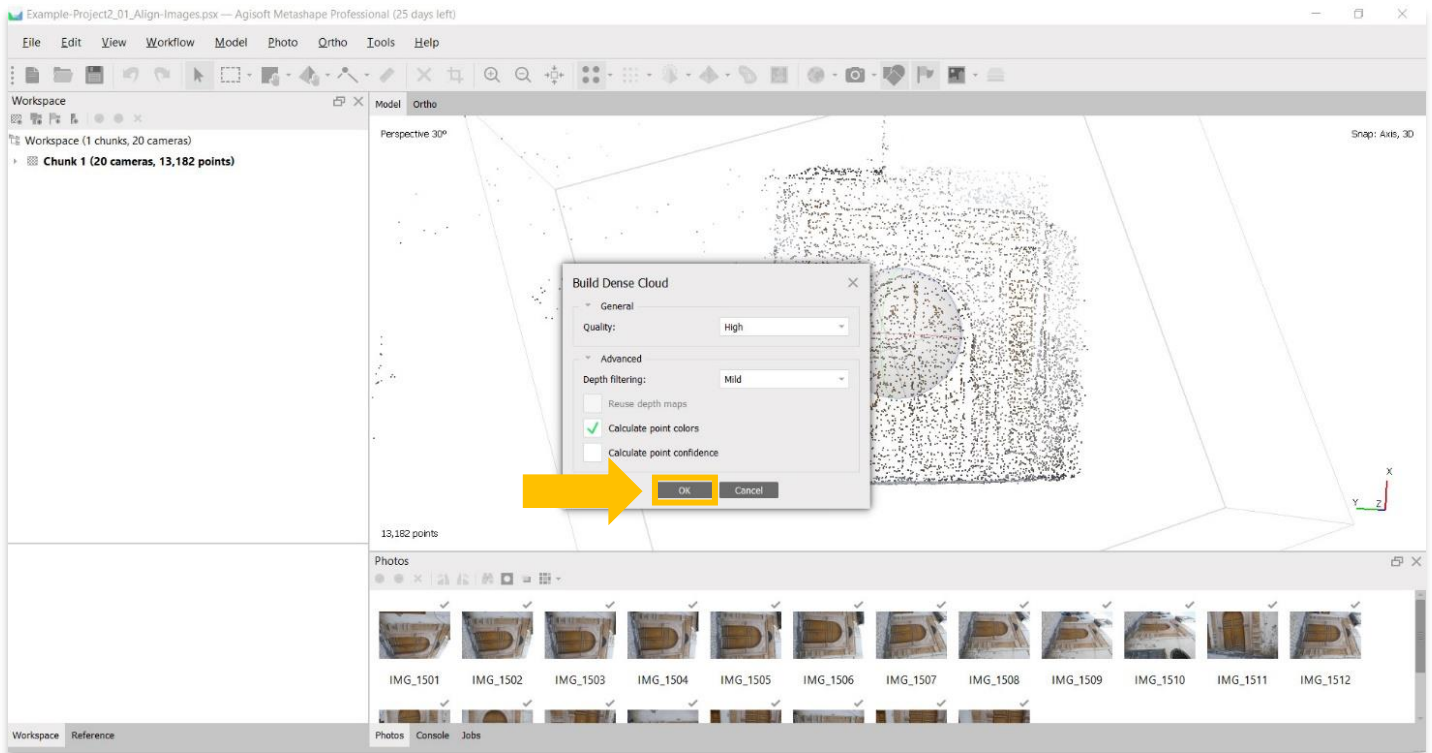 Example-Project2_01_Align-Images.psx — Agisoft Metashape Professional (25 days left)
File Edit View Workflow Model Photo Ortho Tools Help
Workspace
Workspace (1 chunks, 20 cameras)
Chunk 1 (20 cameras, 13,182 points)
Model Ortho
Perspective 30°
Snap: Axis, 3D
Build Dense Cloud
General
Quality: High
Advanced
Depth filtering: Mild
Reuse depth maps
Calculate point colors
Calculate point confidence
OK Cancel
X
Y Z
13,182 points
Photos
IMG_1501 IMG_1502 IMG_1503 IMG_1504 IMG_1505 IMG_1506 IMG_1507 IMG_1508 IMG_1509 IMG_1510 IMG_1511 IMG_1512
Workspace Reference
Photos Console Jobs